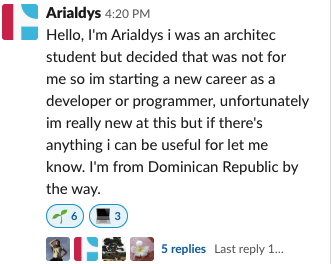 Arialdys 4:20 PM
Hello, I'm Arialdys i was an architec
student but decided that was not for
me so im starting a new career as a
developer or programmer, unfortunately
im really new at this but if there's
anything i can be useful for let me
know. I'm from Dominican Republic by
the way.
6 3
5 replies Last reply 1...